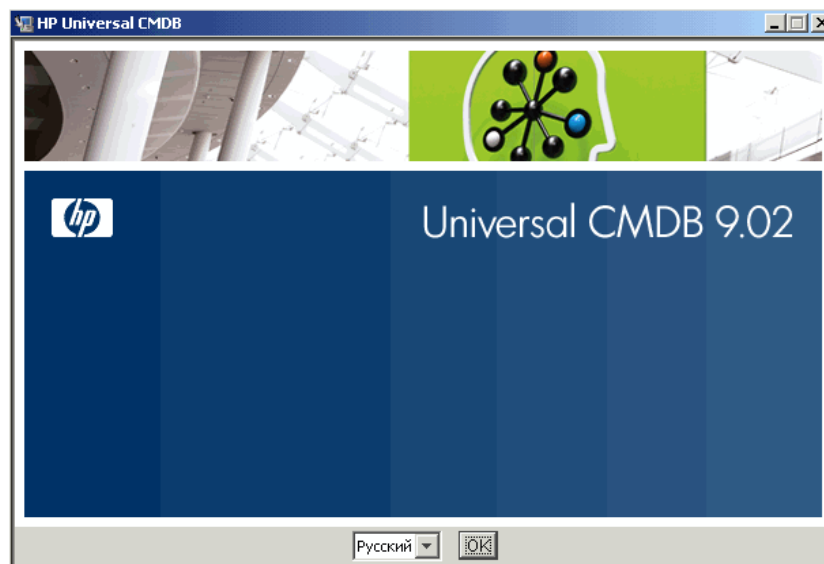 HP Universal CMDB
hp
Universal CMDB 9.02
Русский
OK